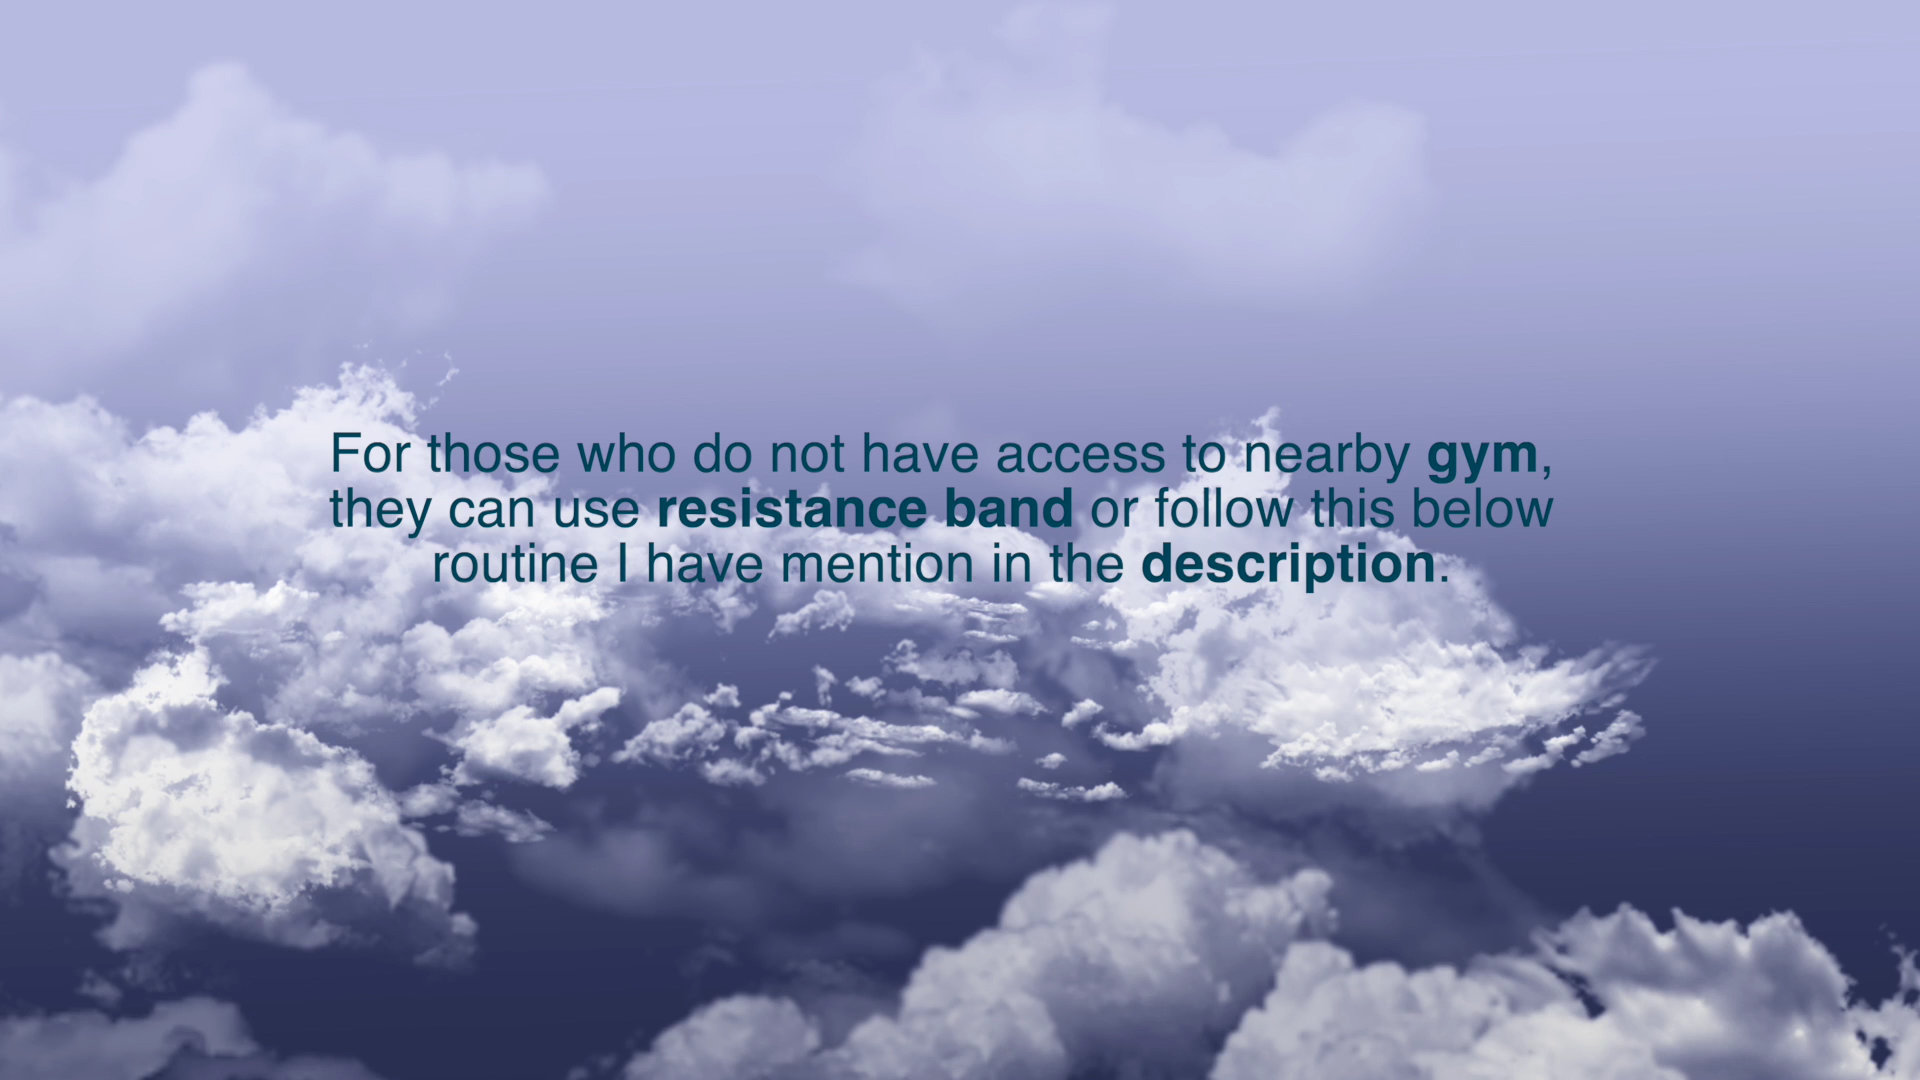 For those who do not have access to nearby gym,
they can use resistance band or follow this below
routine I have mention in the description.